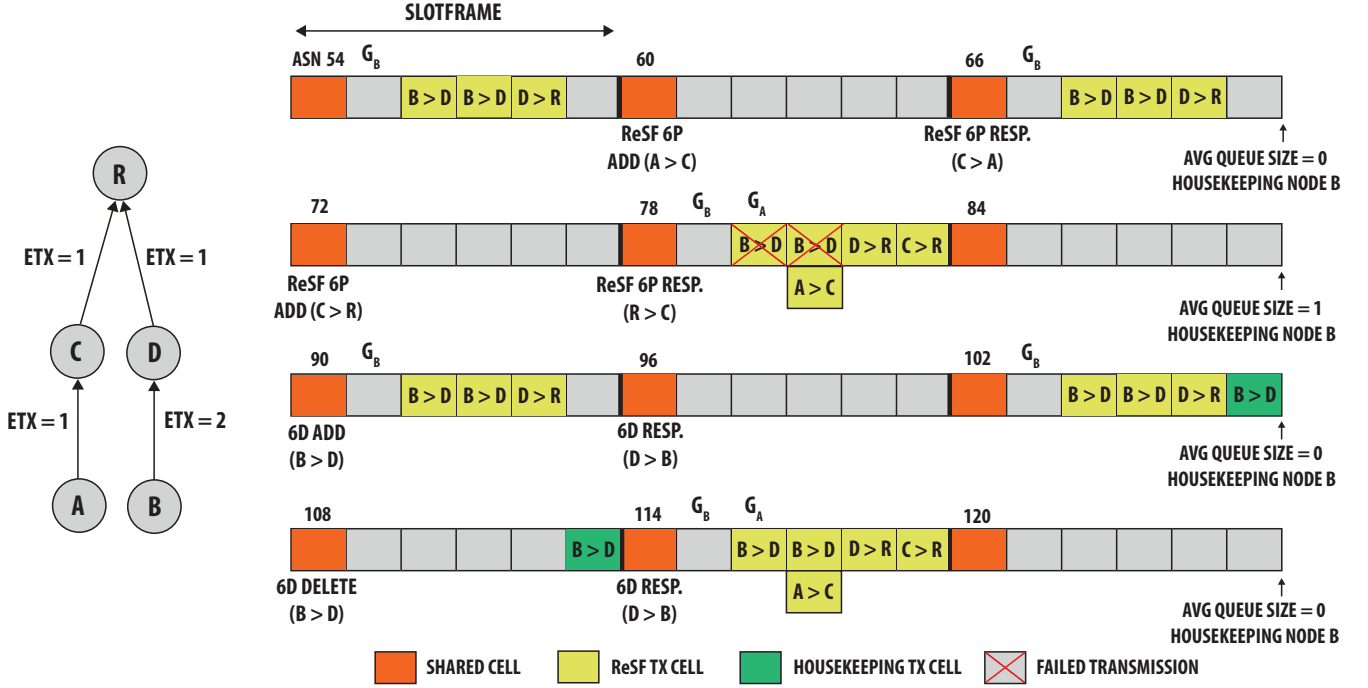 SLOTFRAME
ASN 54 G_B 60 66 G_B
B > D B > D D > R B > D B > D D > R
ReSF 6P
ADD (A > C)
ReSF 6P RESP.
(C > A)
AVG QUEUE SIZE = 0
HOUSEKEEPING NODE B
R
ETX = 1 ETX = 1
C D
ETX = 1 ETX = 2
A B
72 78 G_B G_A 84
B > D B > D D > R C > R
A > C
ReSF 6P
ADD (C > R)
ReSF 6P RESP.
(R > C)
AVG QUEUE SIZE = 1
HOUSEKEEPING NODE B
90 G_B 96 102 G_B
B > D B > D D > R B > D B > D D > R B > D
6D ADD
(B > D)
6D RESP.
(D > B)
AVG QUEUE SIZE = 0
HOUSEKEEPING NODE B
108 114 G_B G_A 120
B > D B > D B > D D > R C > R
A > C
6D DELETE
(B > D)
6D RESP.
(D > B)
AVG QUEUE SIZE = 0
HOUSEKEEPING NODE B
SHARED CELL ReSF TX CELL HOUSEKEEPING TX CELL FAILED TRANSMISSION